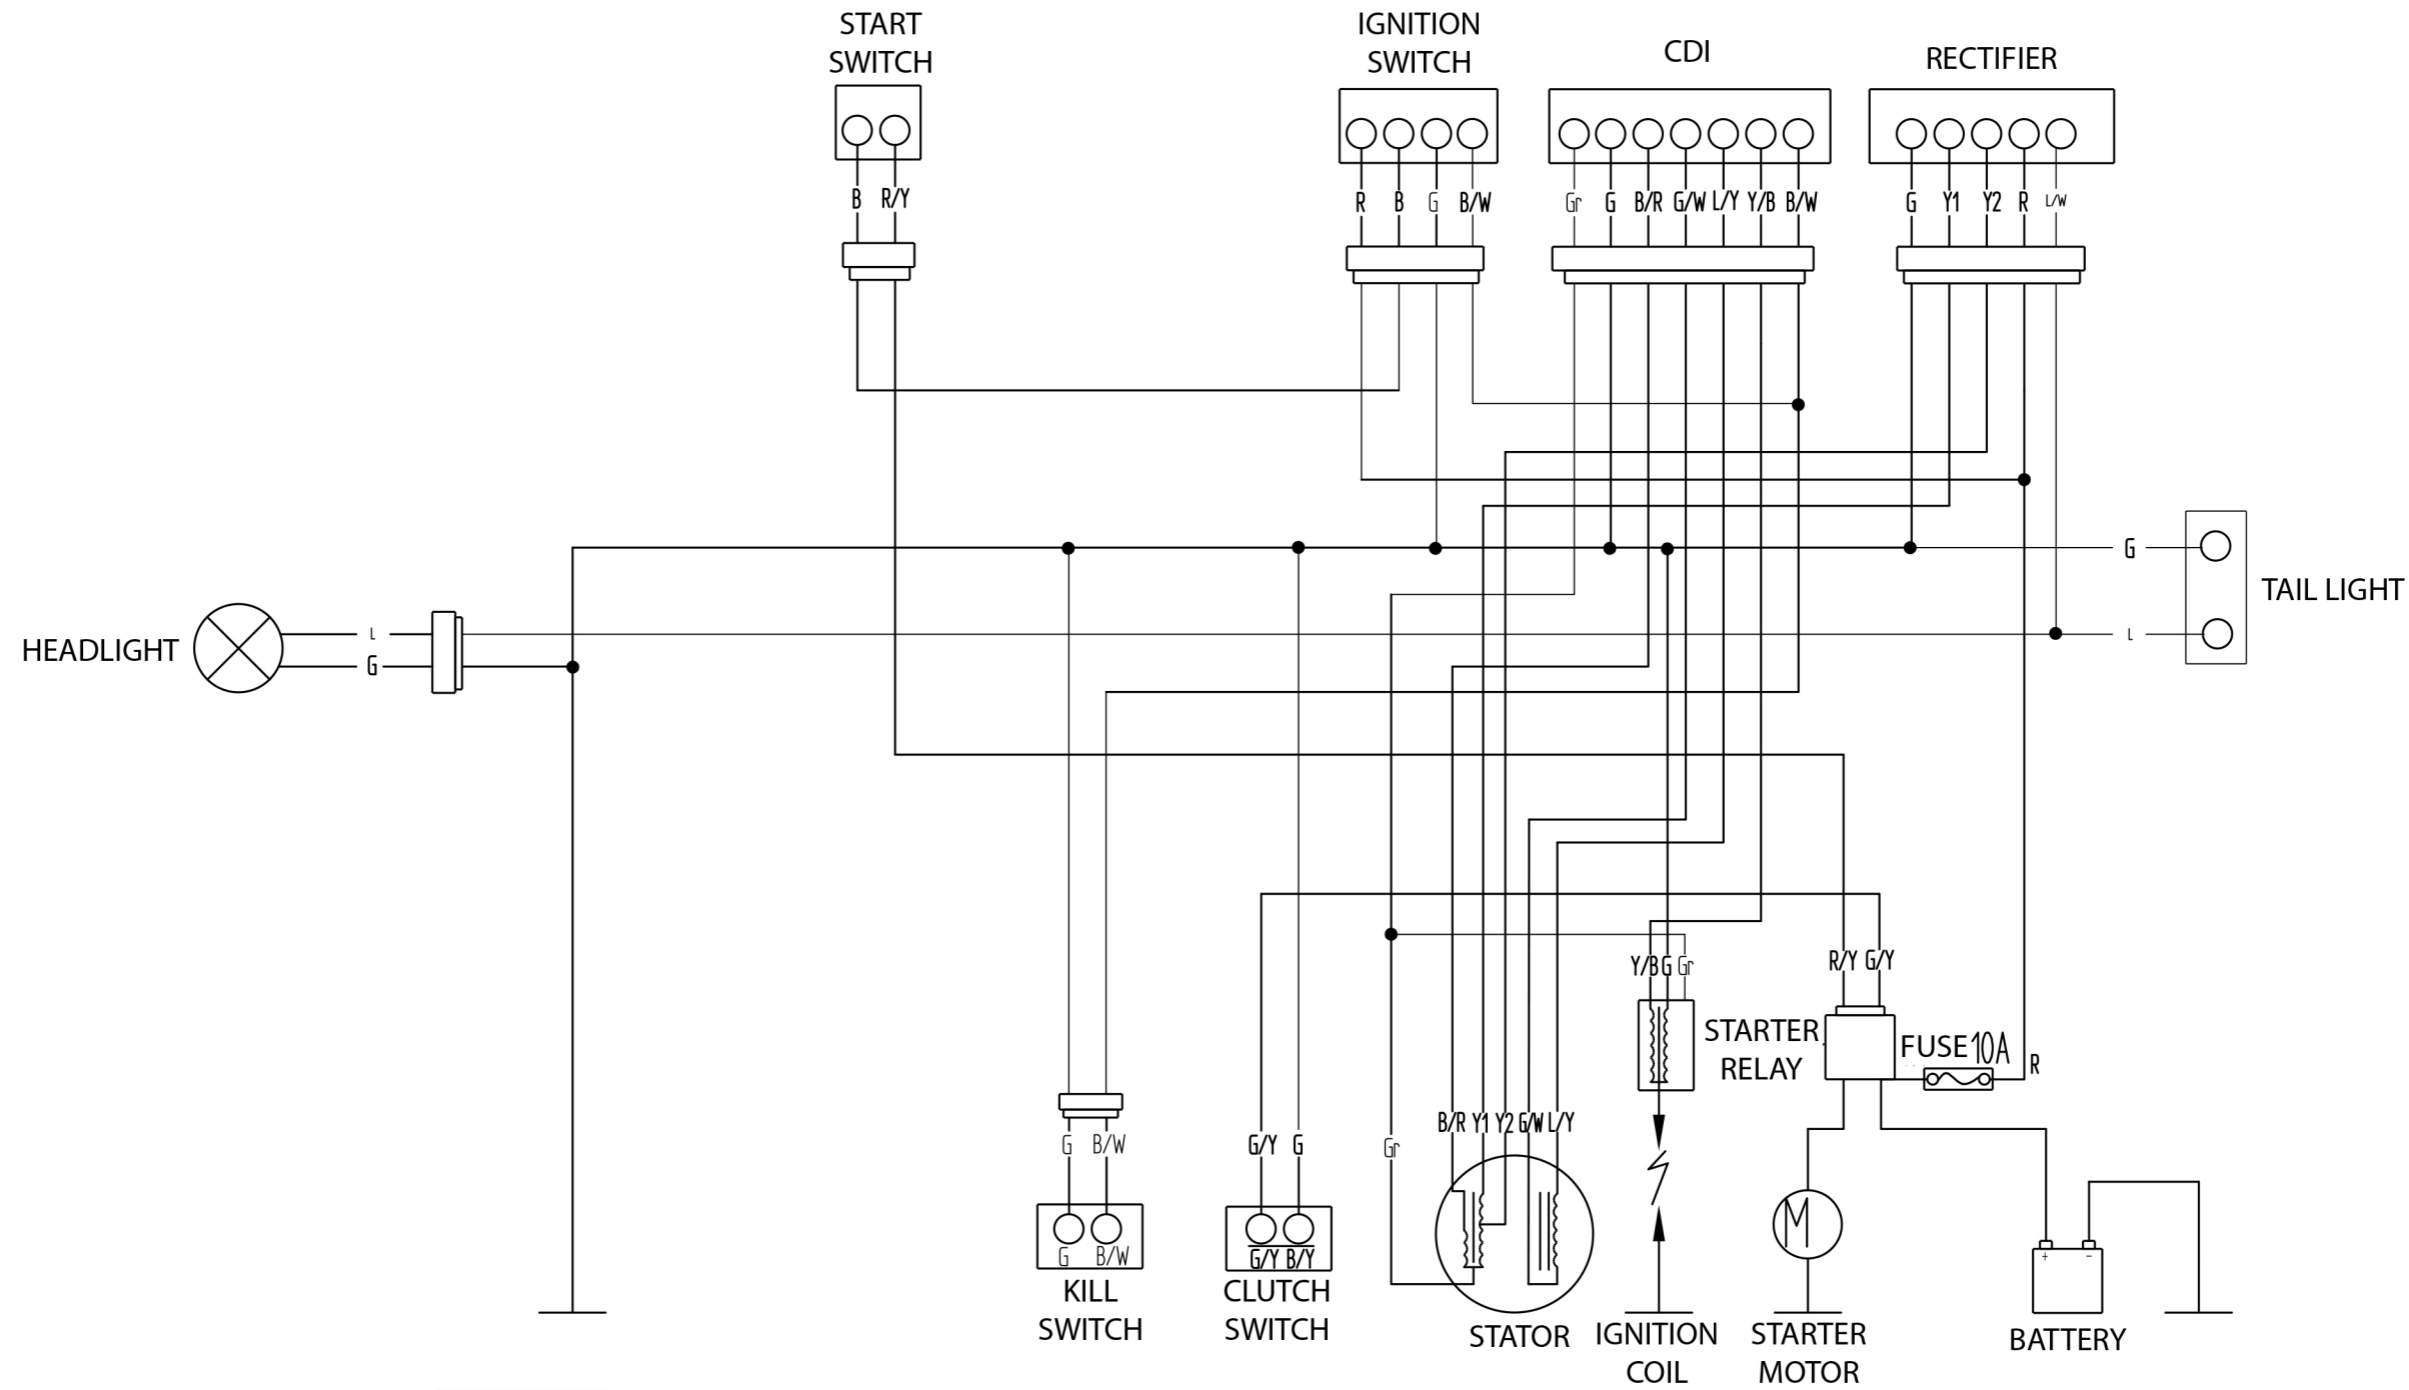 START
SWITCH
IGNITION
SWITCH
CDI
RECTIFIER
B R/Y
R B G B/W
Gr G B/R G/W L/Y Y/B B/W
G Y1 Y2 R L/W
G
TAIL LIGHT
L
HEADLIGHT
L
G
R/Y G/Y
Y/B G Gr
STARTER
RELAY
FUSE 10A
R
B/R Y1 Y2 G/W L/Y
G B/W
G/Y G
Gr
M
G B/W
G/Y B/Y
+ −
KILL
SWITCH
CLUTCH
SWITCH
STATOR
IGNITION
COIL
STARTER
MOTOR
BATTERY